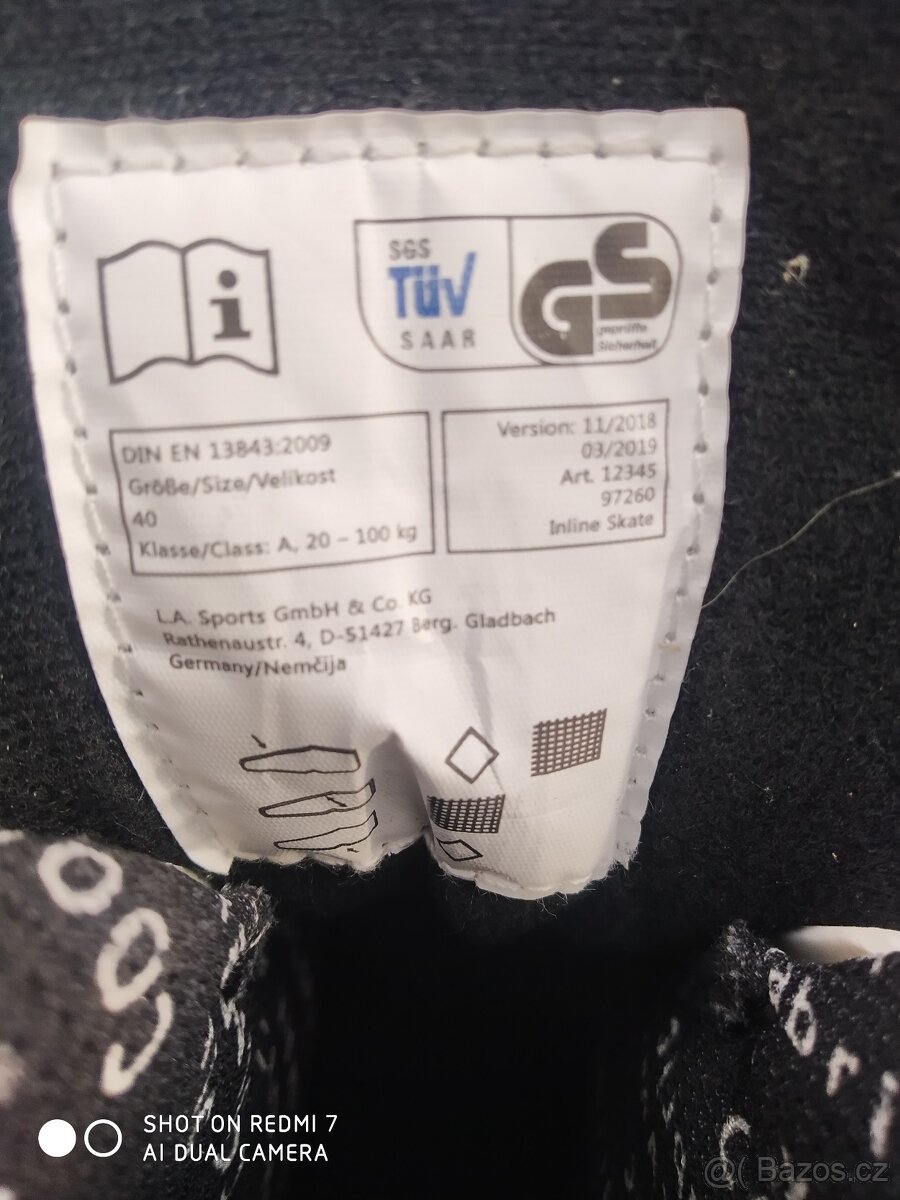 i
SGS
TÜV
SAAR
GS
geprüfte
Sicherheit
DIN EN 13843:2009
Größe/Size/Velikost
40
Klasse/Class: A, 20 – 100 kg
Version: 11/2018
03/2019
Art. 12345
97260
Inline Skate
L.A. Sports GmbH & Co. KG
Rathenaustr. 4, D-51427 Berg. Gladbach
Germany/Nemčija
SHOT ON REDMI 7
AI DUAL CAMERA
@( Bazos.cz